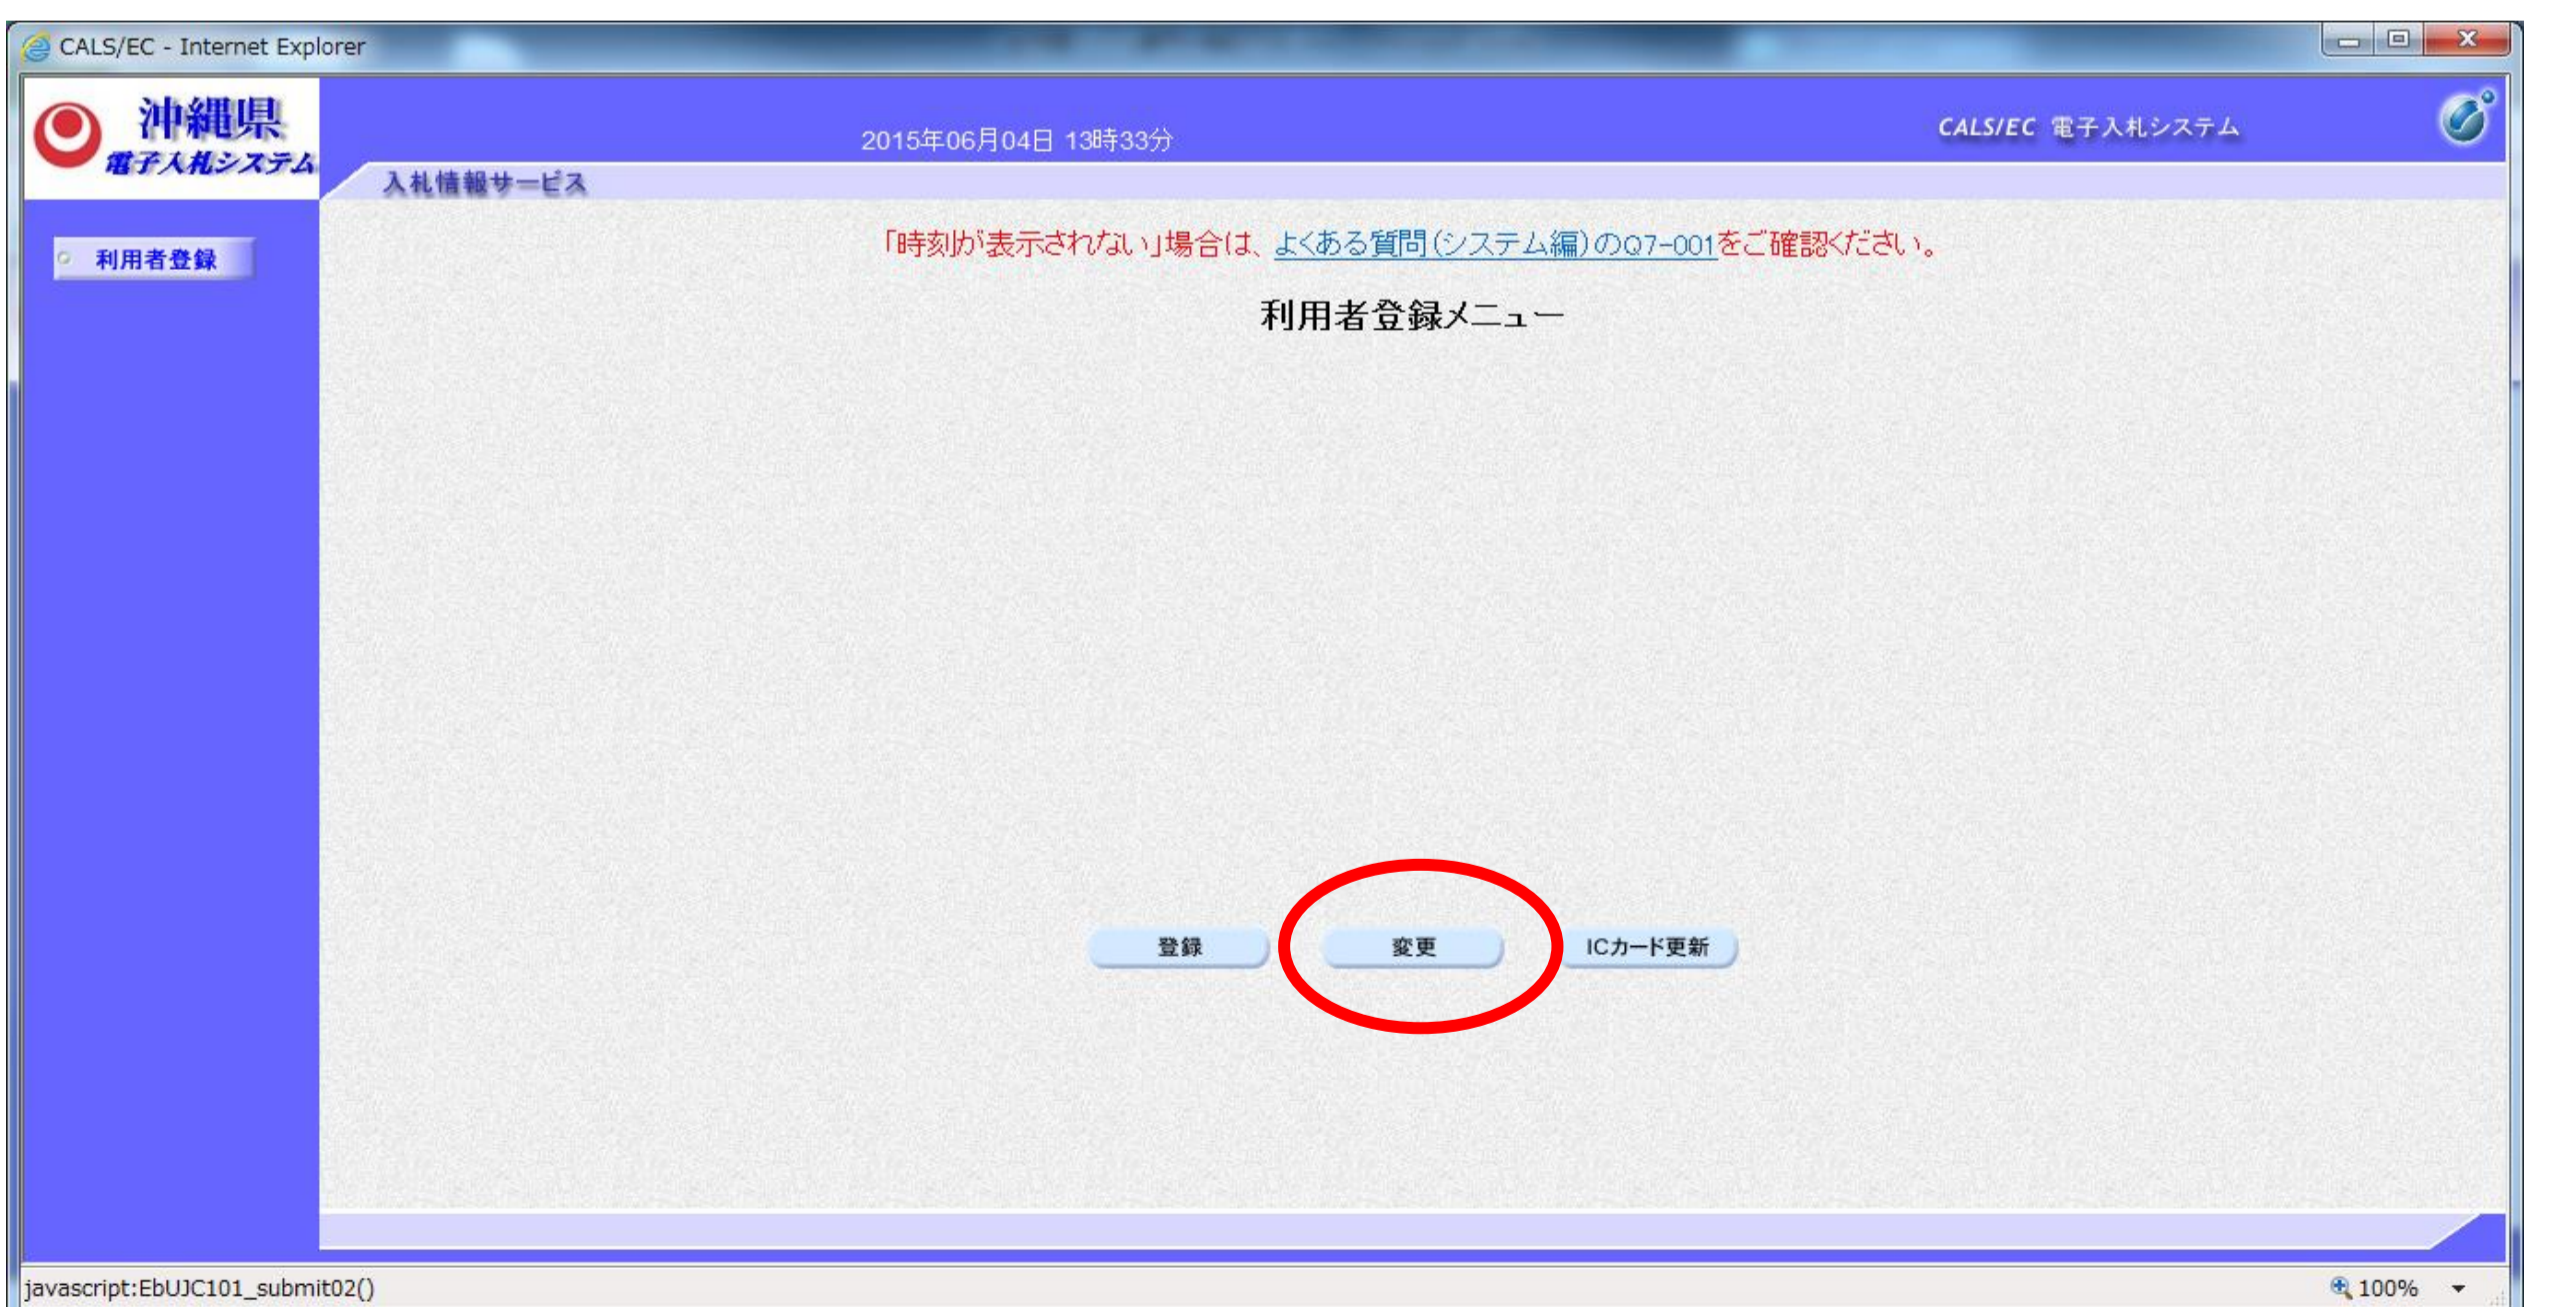 CALS/EC - Internet Explorer
沖縄県
電子入札システム
2015年06月04日 13時33分
CALS/EC 電子入札システム
入札情報サービス
利用者登録
「時刻が表示されない」場合は、よくある質問(システム編)のQ7-001をご確認ください。
利用者登録メニュー
登録
変更
ICカード更新
javascript:EbUJC101_submit02()
100%